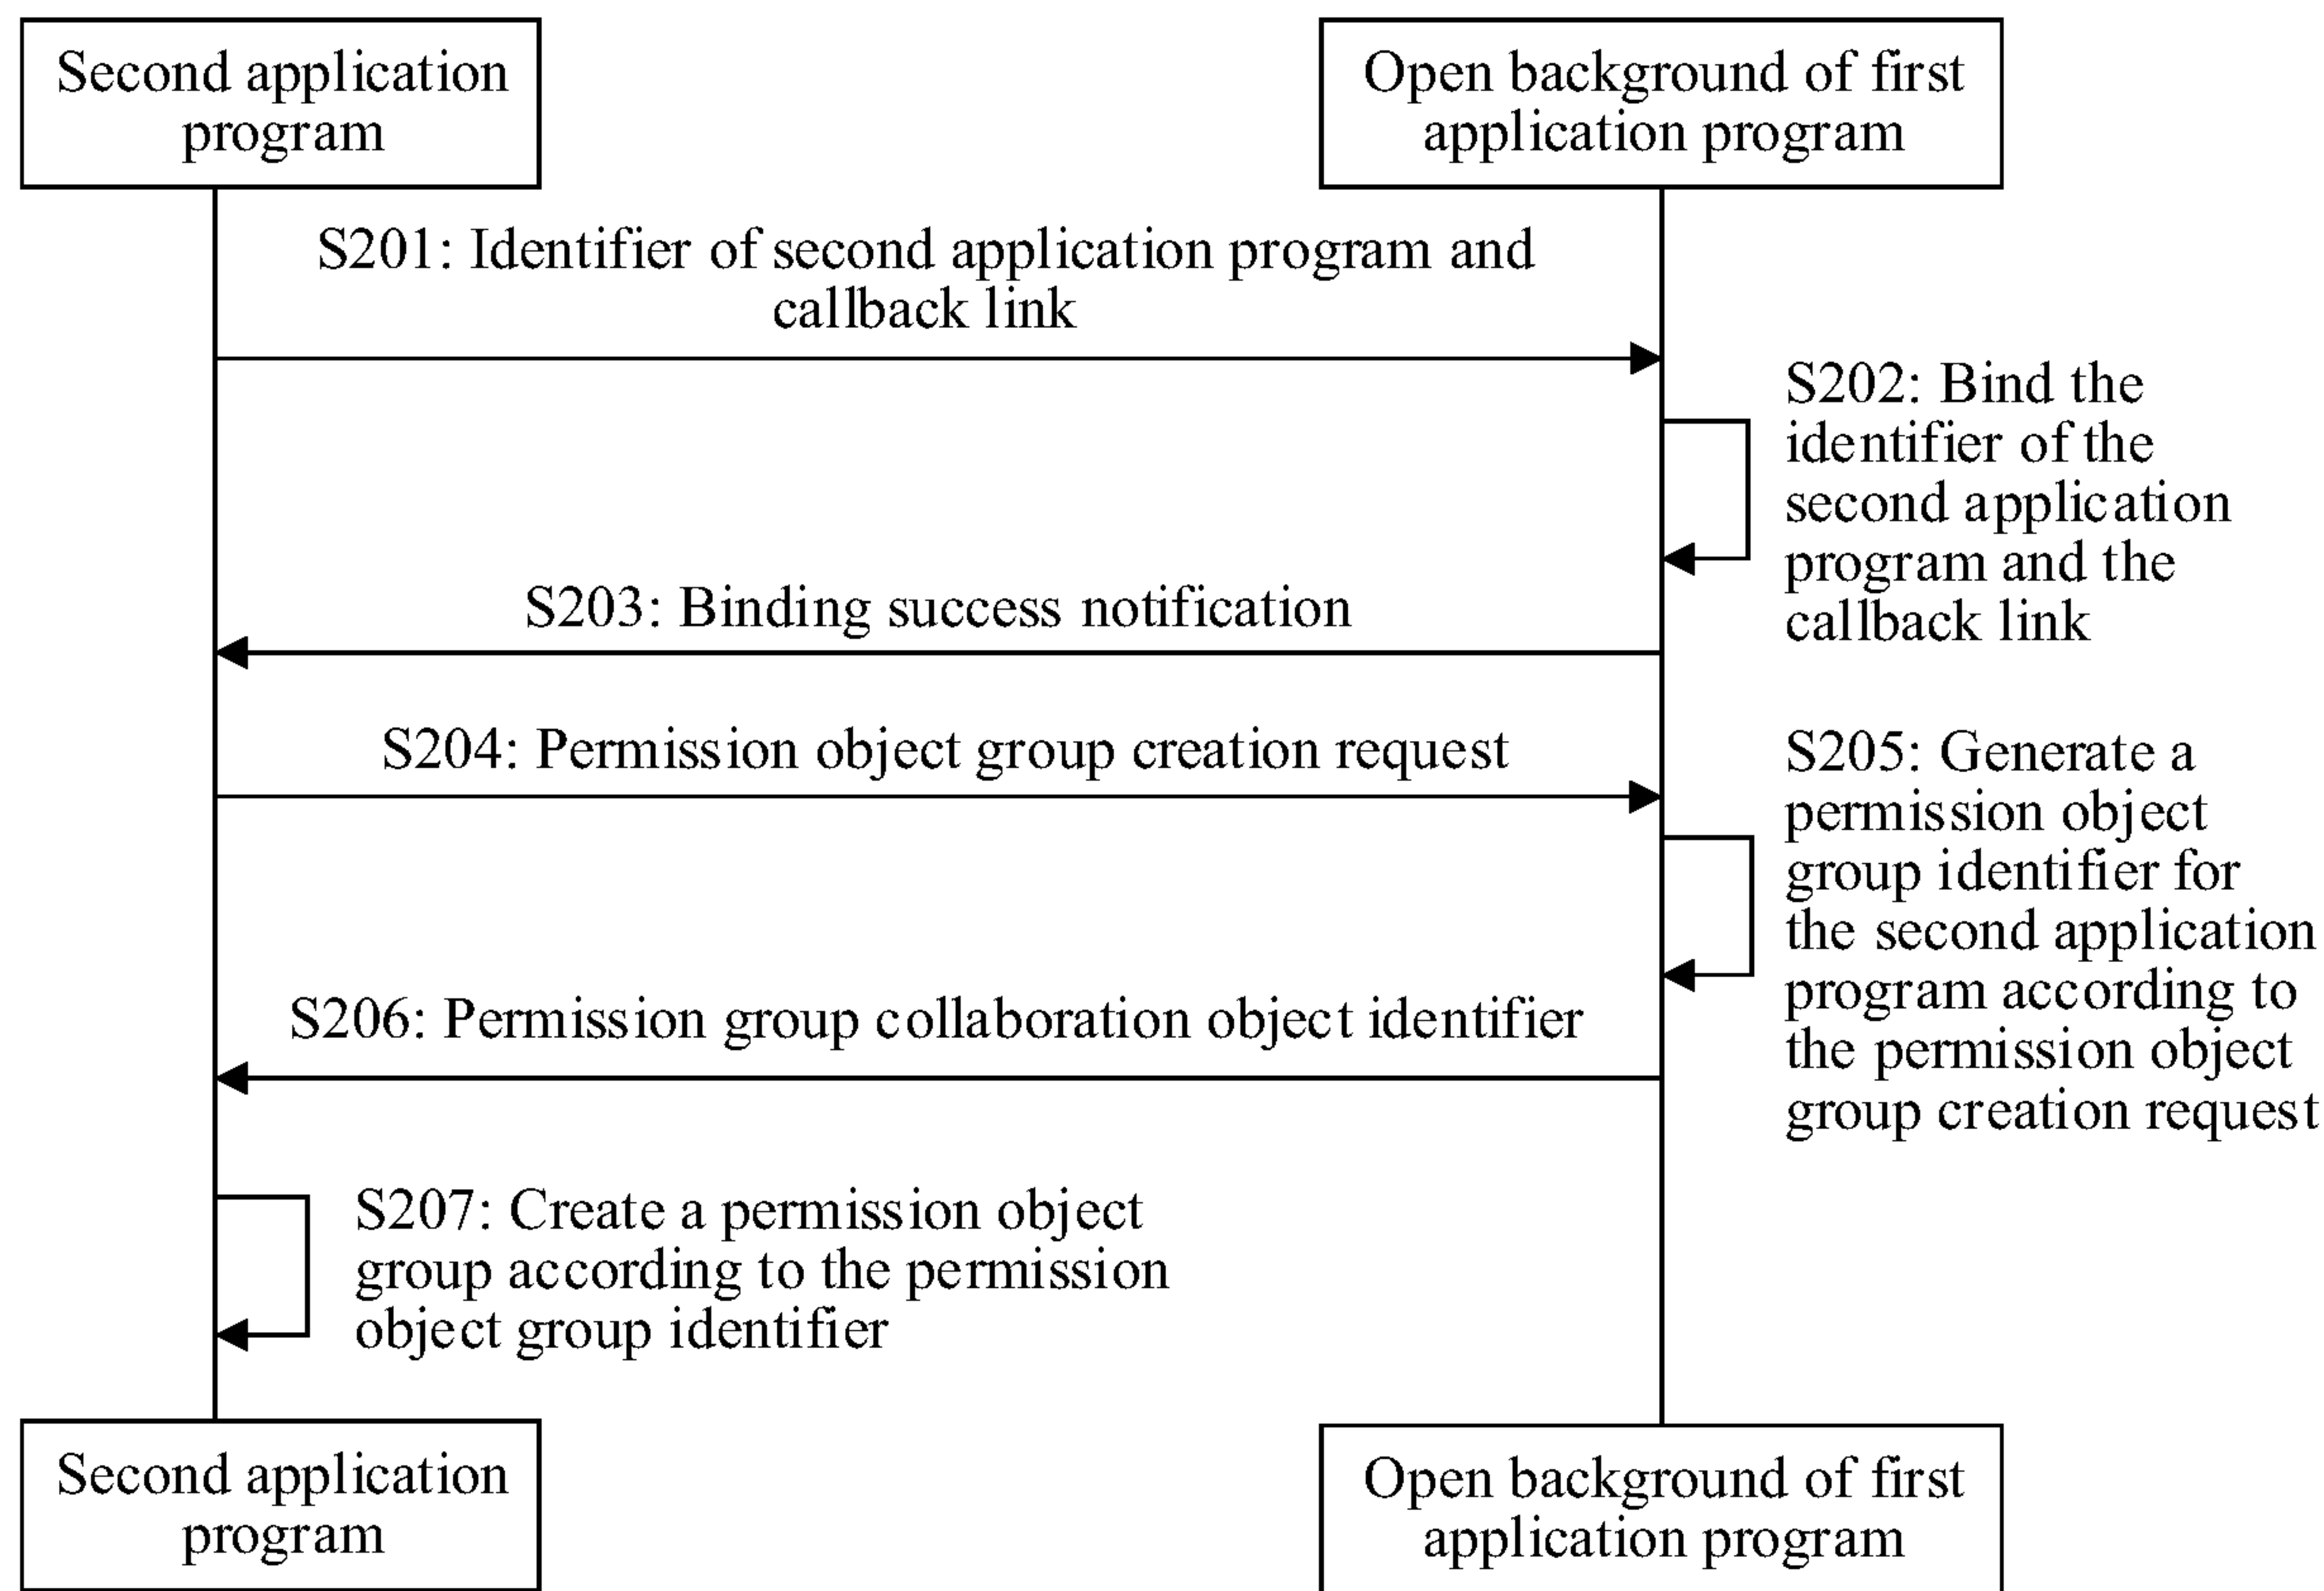 Second application
program
Open background of first
application program
S201: Identifier of second application program and
callback link
S202: Bind the
identifier of the
second application
program and the
callback link
S203: Binding success notification
S204: Permission object group creation request
S205: Generate a
permission object
group identifier for
the second application
program according to
the permission object
group creation request
S206: Permission group collaboration object identifier
S207: Create a permission object
group according to the permission
object group identifier
Second application
program
Open background of first
application program